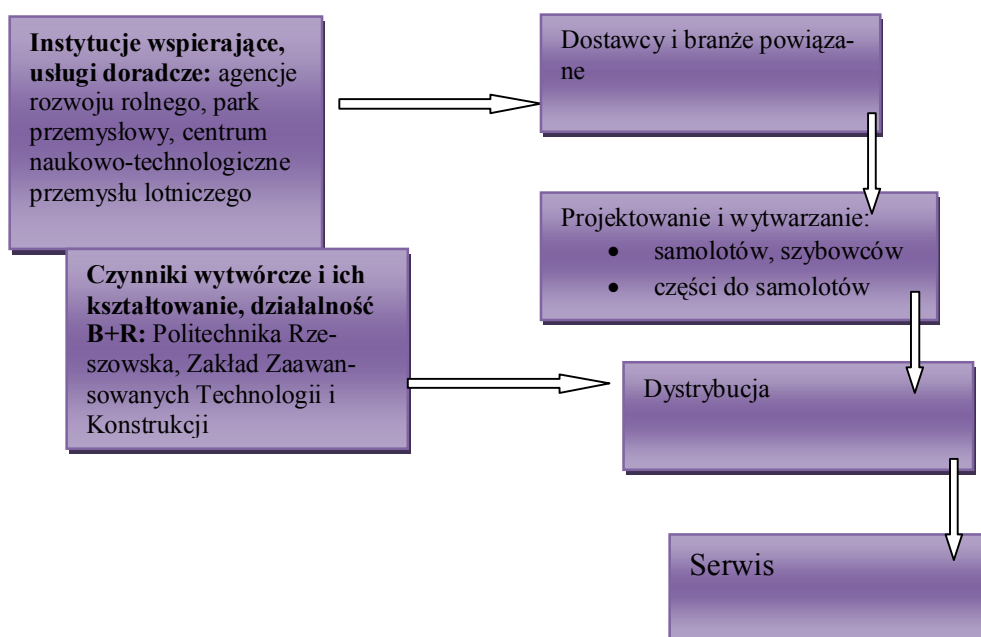 Instytucje wspierające,
usługi doradcze: agencje
rozwoju rolnego, park
przemysłowy, centrum
naukowo-technologiczne
przemysłu lotniczego
Czynniki wytwórcze i ich
kształtowanie, działalność
B+R: Politechnika Rze-
szowska, Zakład Zaawan-
sowanych Technologii i
Konstrukcji
Dostawcy i branże powiąza-
ne
Projektowanie i wytwarzanie:
• samolotów, szybowców
• części do samolotów
Dystrybucja
Serwis